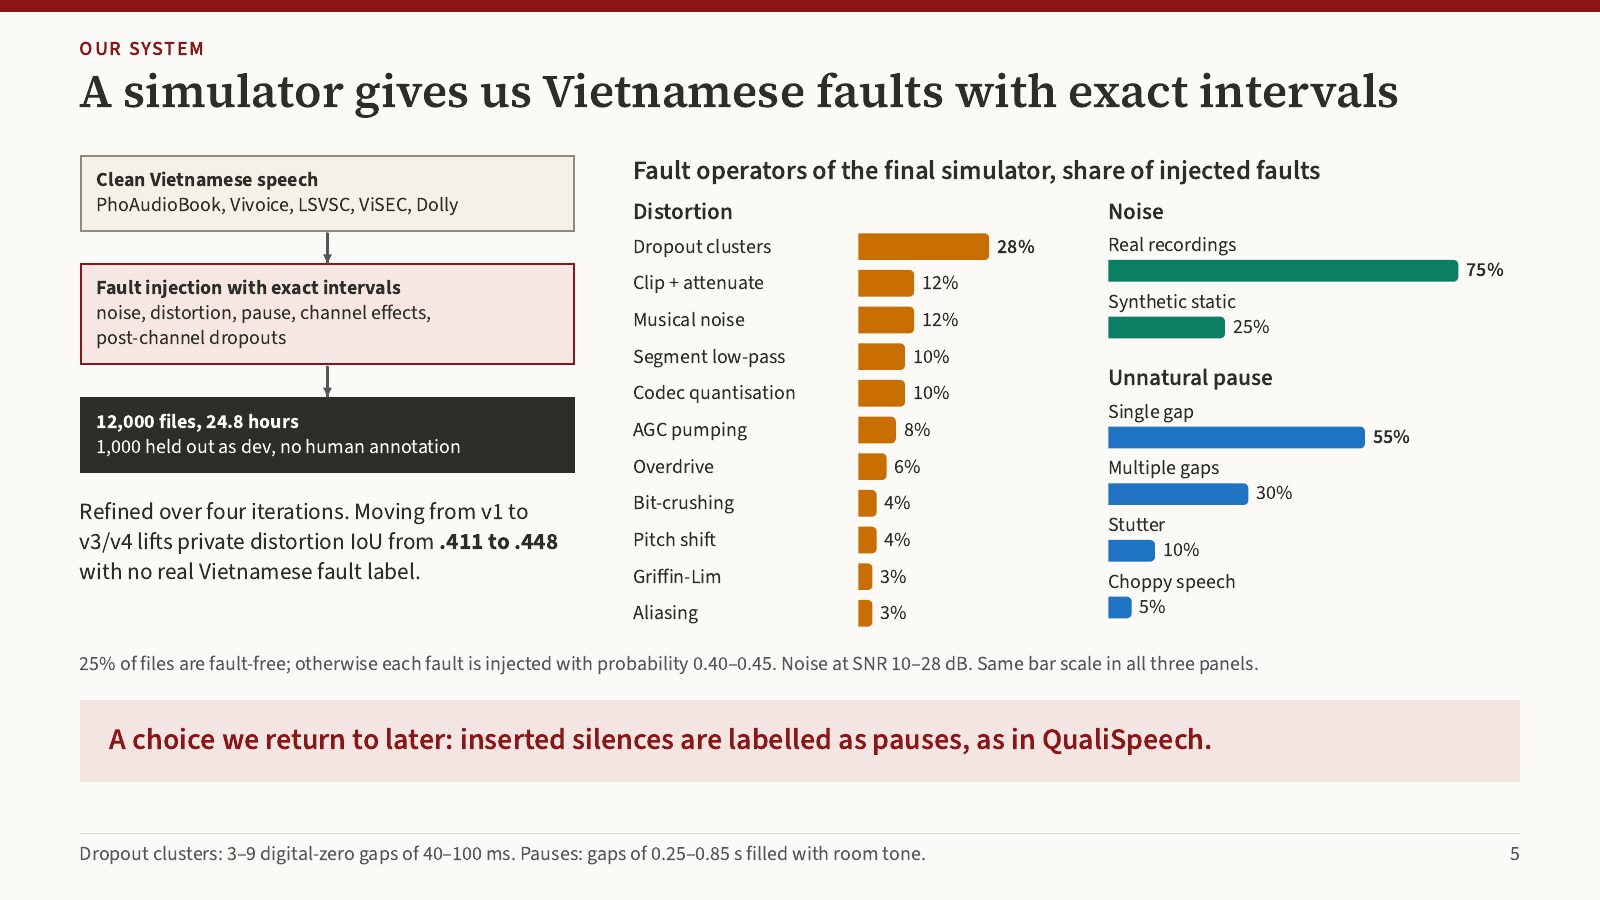 OUR SYSTEM
A simulator gives us Vietnamese faults with exact intervals
Clean Vietnamese speech
PhoAudioBook, Vivoice, LSVSC, ViSEC, Dolly
Fault injection with exact intervals
noise, distortion, pause, channel effects,
post-channel dropouts
12,000 files, 24.8 hours
1,000 held out as dev, no human annotation
Refined over four iterations. Moving from v1 to
v3/v4 lifts private distortion IoU from .411 to .448
with no real Vietnamese fault label.
Fault operators of the final simulator, share of injected faults
Distortion
Dropout clusters 28%
Clip + attenuate 12%
Musical noise 12%
Segment low-pass 10%
Codec quantisation 10%
AGC pumping 8%
Overdrive 6%
Bit-crushing 4%
Pitch shift 4%
Griffin-Lim 3%
Aliasing 3%
Noise
Real recordings
75%
Synthetic static
25%
Unnatural pause
Single gap
55%
Multiple gaps
30%
Stutter
10%
Choppy speech
5%
25% of files are fault-free; otherwise each fault is injected with probability 0.40–0.45. Noise at SNR 10–28 dB. Same bar scale in all three panels.
A choice we return to later: inserted silences are labelled as pauses, as in QualiSpeech.
Dropout clusters: 3–9 digital-zero gaps of 40–100 ms. Pauses: gaps of 0.25–0.85 s filled with room tone.
5